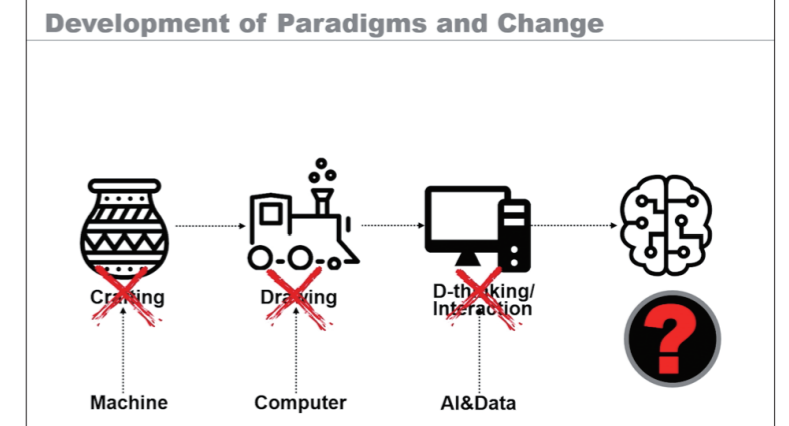 Development of Paradigms and Change
Crafting
Drawing
D-thinking/
Interaction
?
Machine
Computer
AI&Data